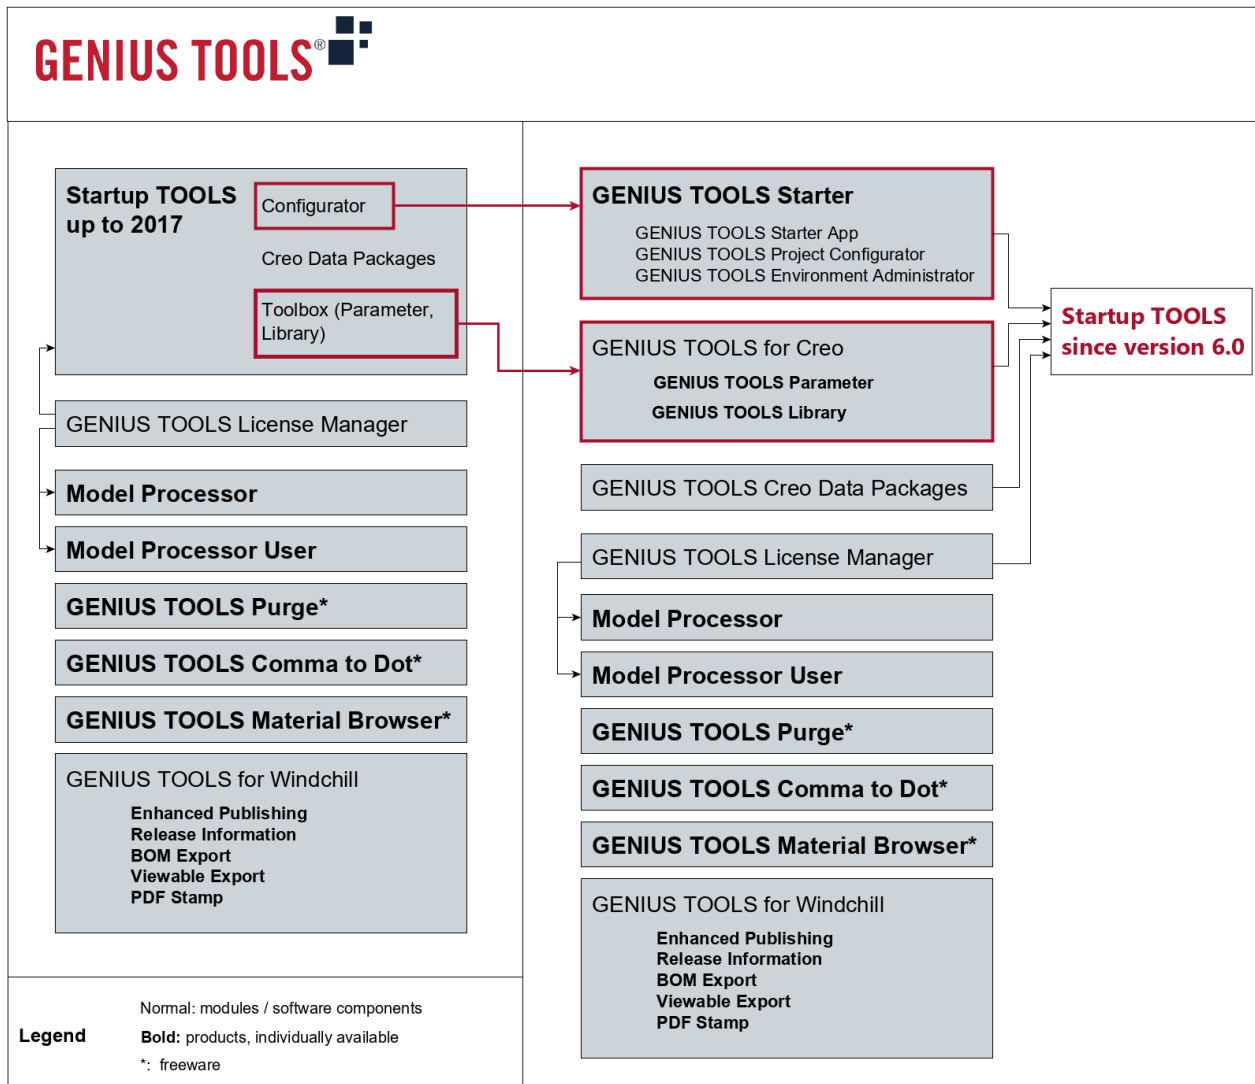 GENIUS TOOLS®
Startup TOOLS
up to 2017
Configurator
Creo Data Packages
Toolbox (Parameter,
Library)
GENIUS TOOLS License Manager
Model Processor
Model Processor User
GENIUS TOOLS Purge*
GENIUS TOOLS Comma to Dot*
GENIUS TOOLS Material Browser*
GENIUS TOOLS for Windchill
Enhanced Publishing
Release Information
BOM Export
Viewable Export
PDF Stamp
Legend
Normal: modules / software components
Bold: products, individually available
*: freeware
GENIUS TOOLS Starter
GENIUS TOOLS Starter App
GENIUS TOOLS Project Configurator
GENIUS TOOLS Environment Administrator
GENIUS TOOLS for Creo
GENIUS TOOLS Parameter
GENIUS TOOLS Library
GENIUS TOOLS Creo Data Packages
GENIUS TOOLS License Manager
Model Processor
Model Processor User
GENIUS TOOLS Purge*
GENIUS TOOLS Comma to Dot*
GENIUS TOOLS Material Browser*
GENIUS TOOLS for Windchill
Enhanced Publishing
Release Information
BOM Export
Viewable Export
PDF Stamp
Startup TOOLS
since version 6.0